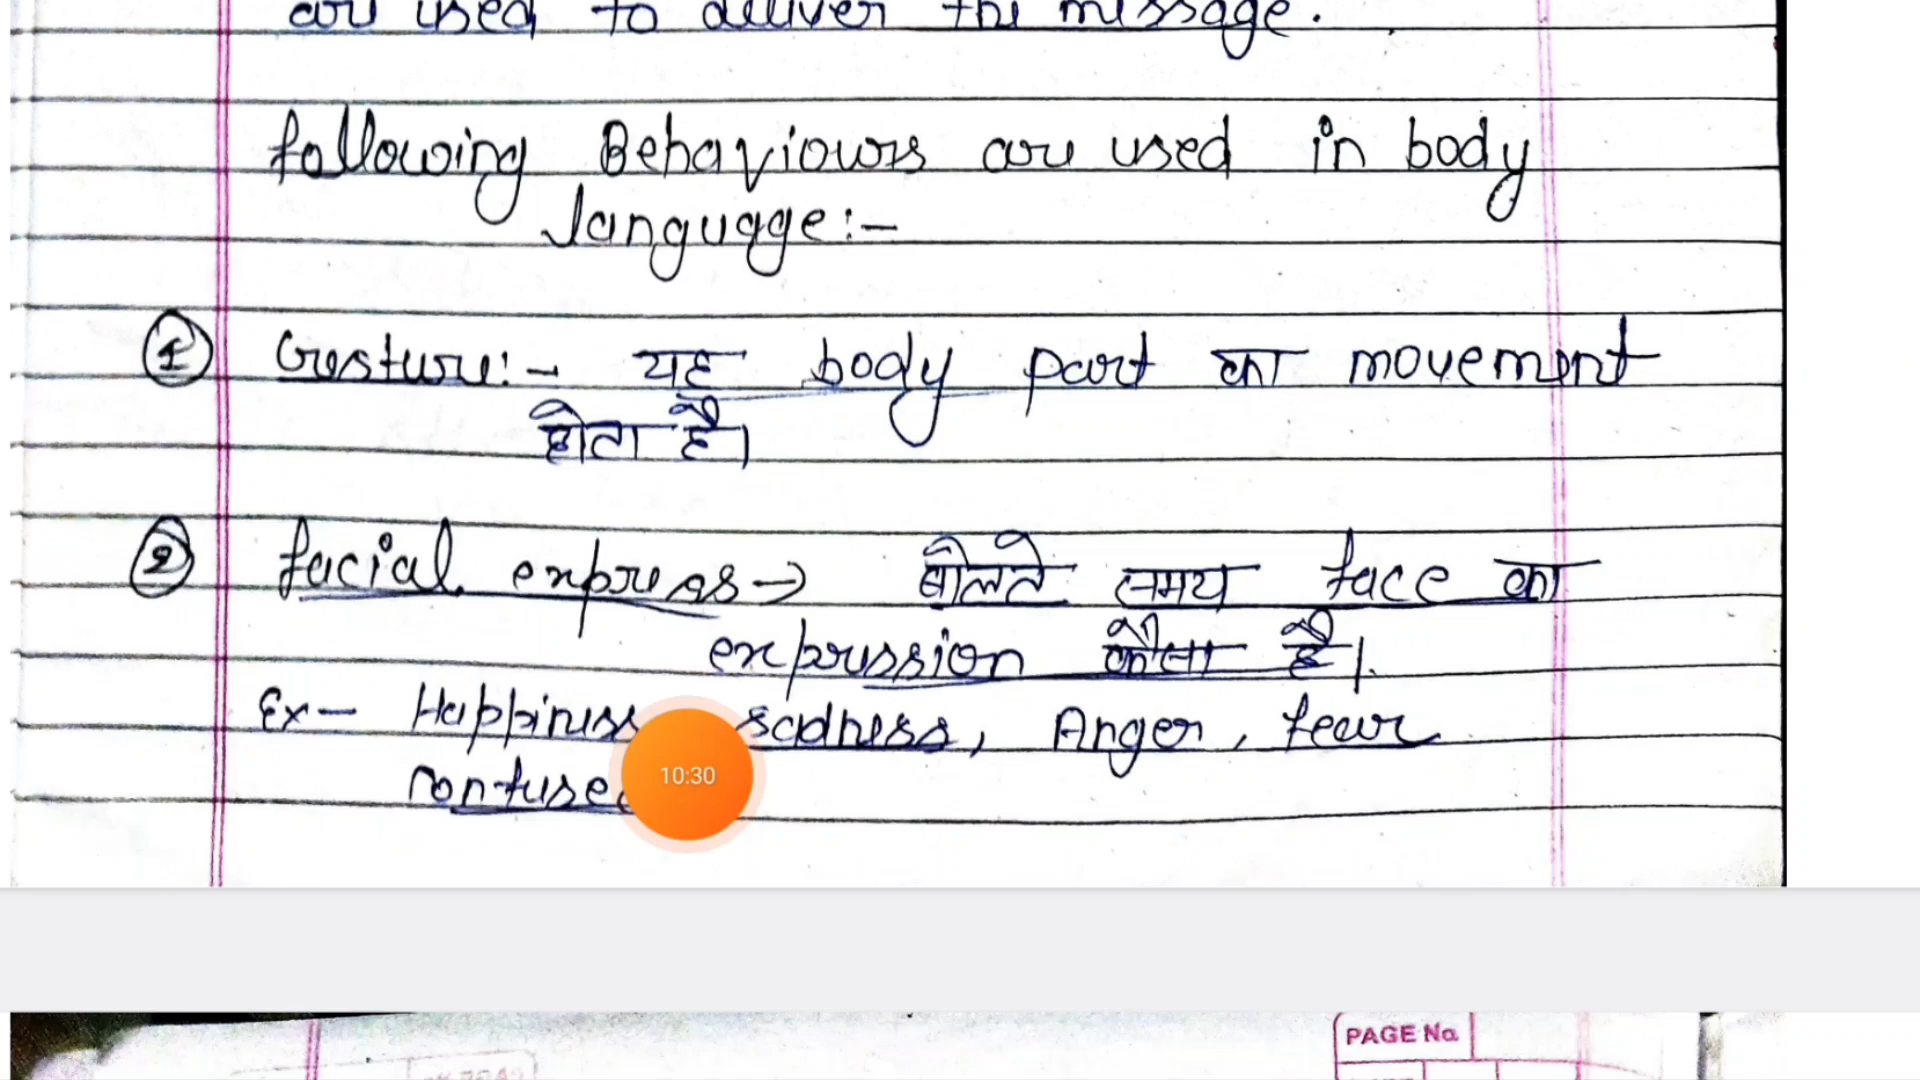 are used to deliver the message.
following Behaviours are used in body
language:-
① Gesture:- यह body part का movement
होता है।
② facial express → बोलते समय face का
expression कैसा है।
Ex- Happiness sadness, Anger, fear
confused
10:30
PAGE No.